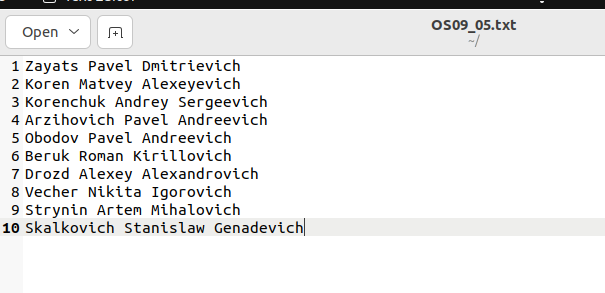 Open
OS09_05.txt
~/
1 Zayats Pavel Dmitrievich
2 Koren Matvey Alexeyevich
3 Korenchuk Andrey Sergeevich
4 Arzihovich Pavel Andreevich
5 Obodov Pavel Andreevich
6 Beruk Roman Kirillovich
7 Drozd Alexey Alexandrovich
8 Vecher Nikita Igorovich
9 Strynin Artem Mihalovich
10 Skalkovich Stanislaw Genadevich